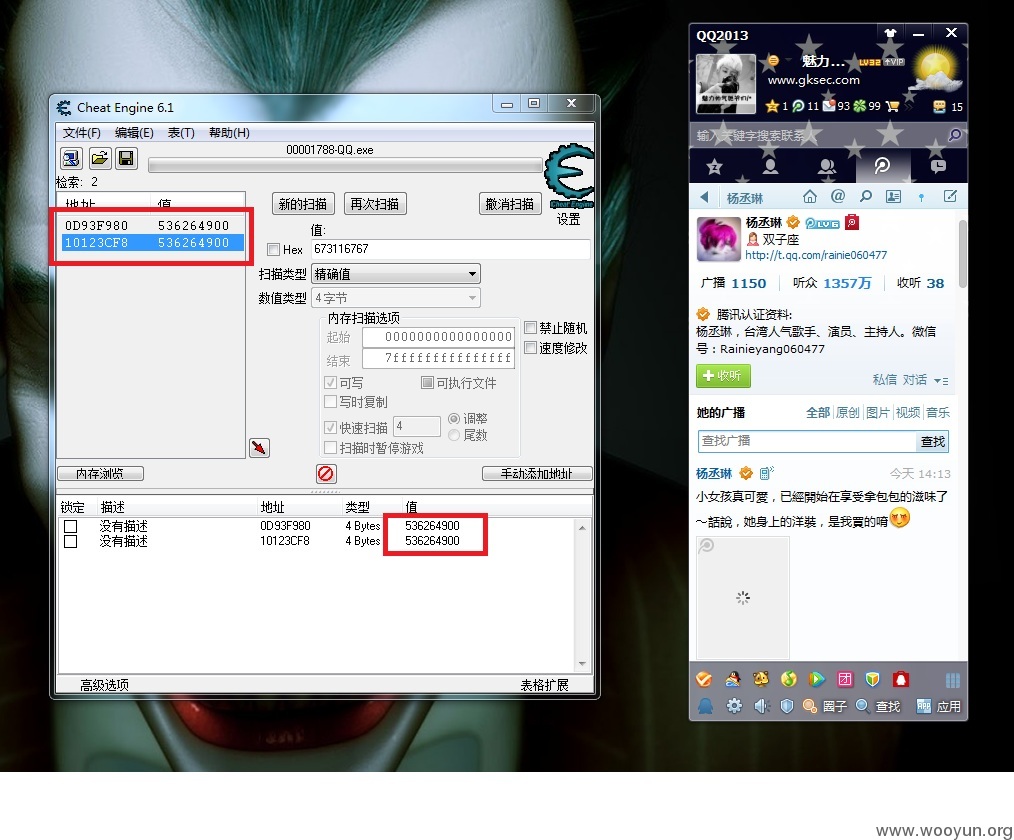 Cheat Engine 6.1
文件(F) 编辑(E) 表(T) 帮助(H)
00001788-QQ.exe
检索: 2
地址 值
0D93F980 536264900
10123CF8 536264900
新的扫描 再次扫描 撤消扫描
Cheat Engine
设置
值:
Hex 673116767
扫描类型 精确值
数值类型 4 字节
内存扫描选项
起始 0000000000000000
结束 7fffffffffffffff
可写 可执行文件
写时复制
快速扫描 4 调整
尾数
扫描时暂停游戏
禁止随机
速度修改
内存浏览 手动添加地址
锁定 描述 地址 类型 值
没有描述 0D93F980 4 Bytes 536264900
没有描述 10123CF8 4 Bytes 536264900
高级选项 表格扩展
QQ2013
魅力... LV32 VIP
www.gksec.com
1 11 93 99 15
输入关键字搜索联系
杨丞琳
杨丞琳 LV6
双子座
http://t.qq.com/rainie060477
广播 1150 听众 1357万 收听 38
腾讯认证资料:
杨丞琳，台湾人气歌手、演员、主持人。微信
号：Rainieyang060477
收听 私信 对话
她的广播 全部 原创 图片 视频 音乐
查找广播 查找
杨丞琳 今天 14:13
小女孩真可愛，已經開始在享受拿包包的滋味了
～話說，她身上的洋裝，是我買的唷
团
圈子 查找 应用
www.wooyun.org